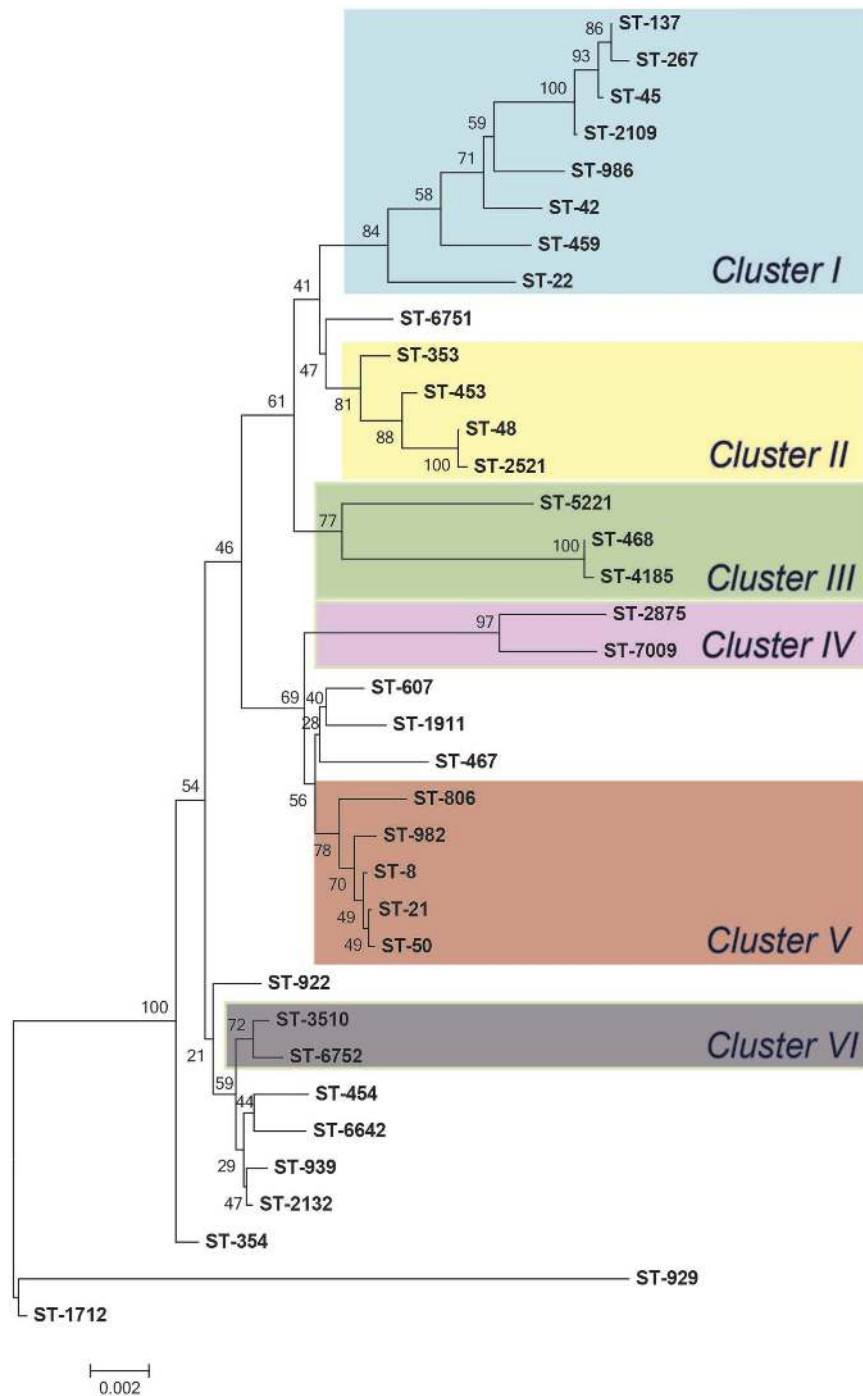 ST-137
86
ST-267
93
ST-45
100
ST-2109
59
ST-986
71
ST-42
58
ST-459
84
Cluster I
ST-22
41
ST-6751
ST-353
47
ST-453
81
ST-48
88
Cluster II
100
ST-2521
61
ST-5221
77
ST-468
100
ST-4185
Cluster III
46
ST-2875
97
Cluster IV
ST-7009
ST-607
69
40
28
ST-1911
ST-467
54
56
ST-806
ST-982
78
ST-8
70
ST-21
49
49
ST-50
Cluster V
ST-922
100
ST-3510
72
Cluster VI
21
ST-6752
59
ST-454
44
ST-6642
29
ST-939
47
ST-2132
ST-354
ST-929
ST-1712
0.002